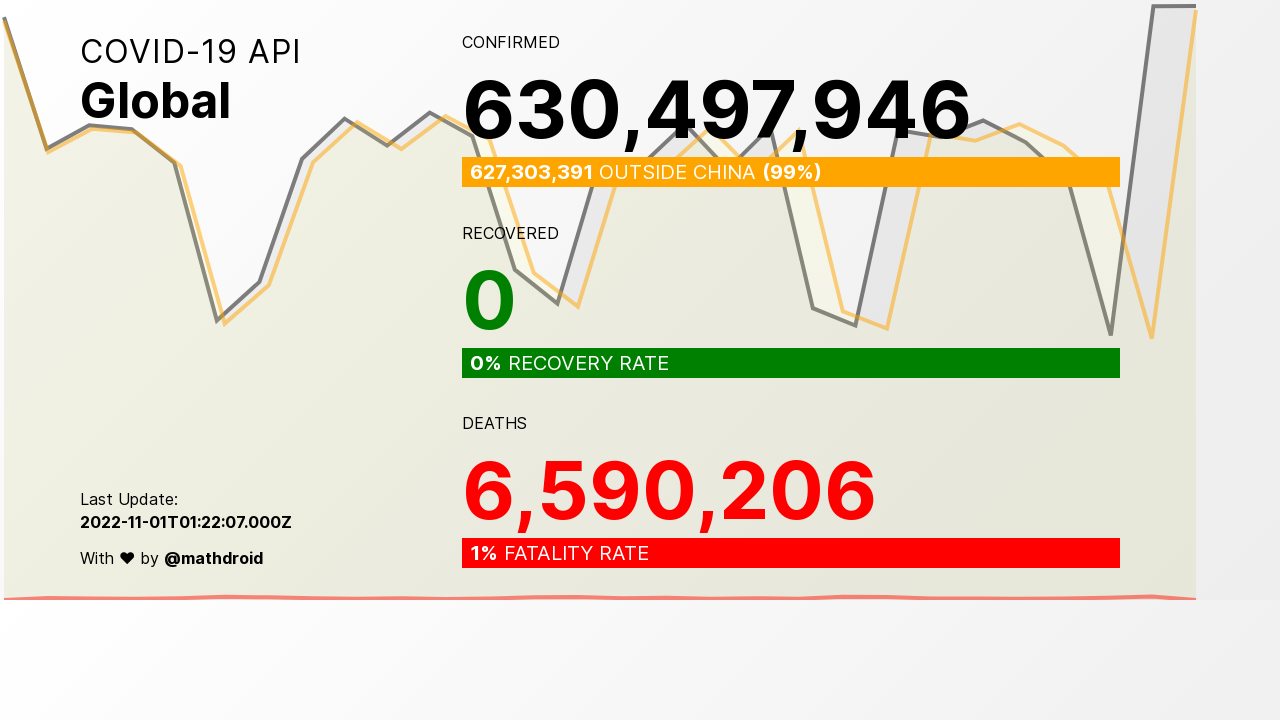 COVID-19 API
Global
CONFIRMED
630,497,946
627,303,391 OUTSIDE CHINA (99%)
RECOVERED
0
0% RECOVERY RATE
DEATHS
6,590,206
1% FATALITY RATE
Last Update:
2022-11-01T01:22:07.000Z
With ♥ by @mathdroid